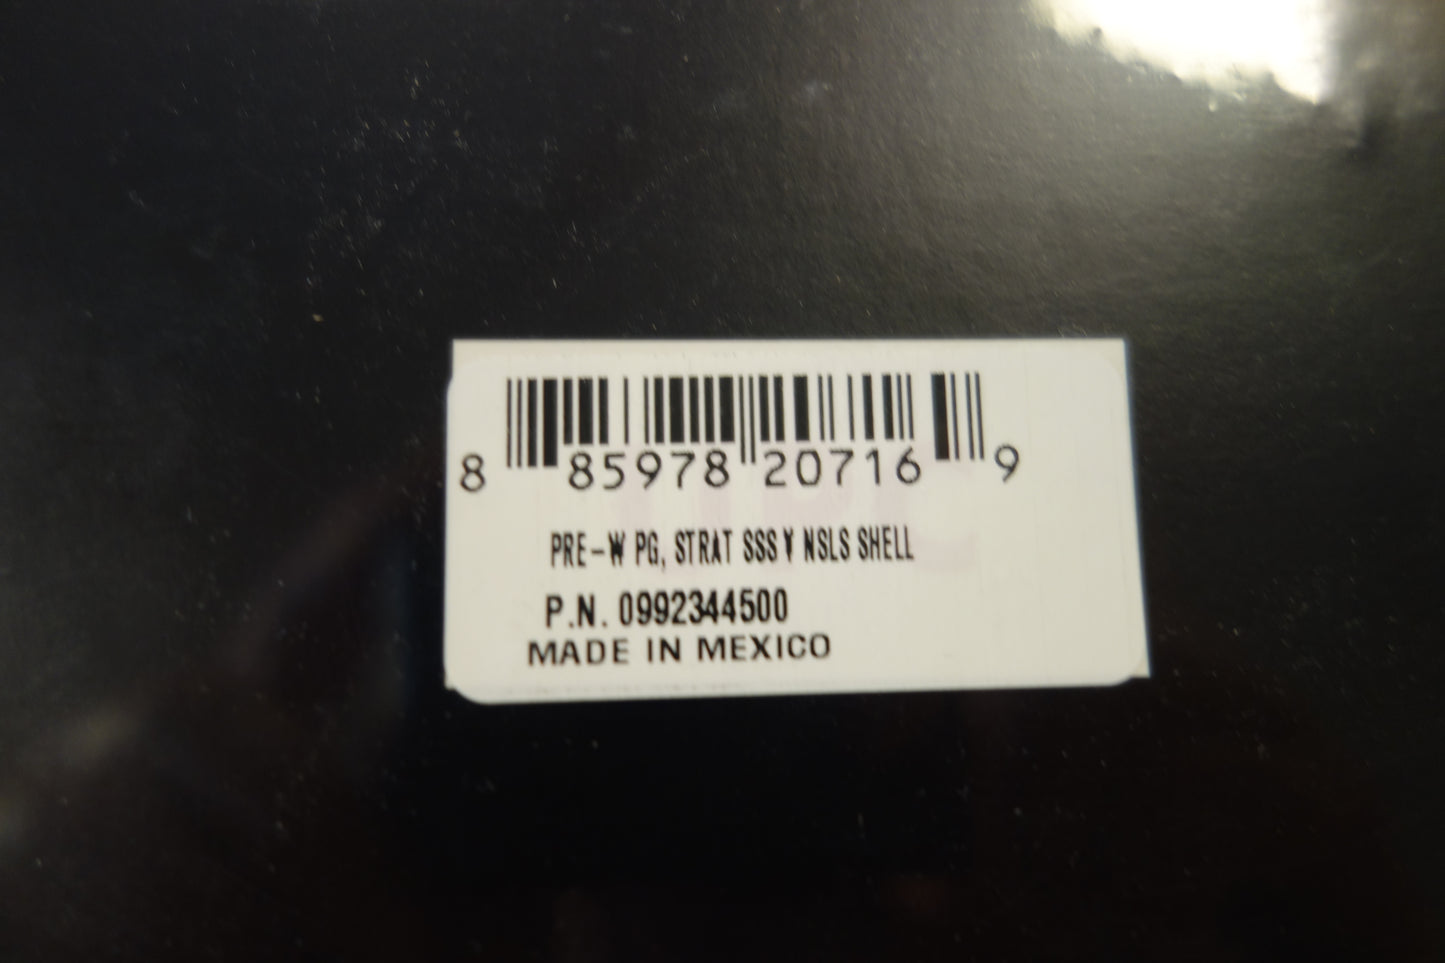 8 85978 20716 9
PRE-W PG, STRAT SSS V NSLS SHELL
P.N. 0992344500
MADE IN MEXICO